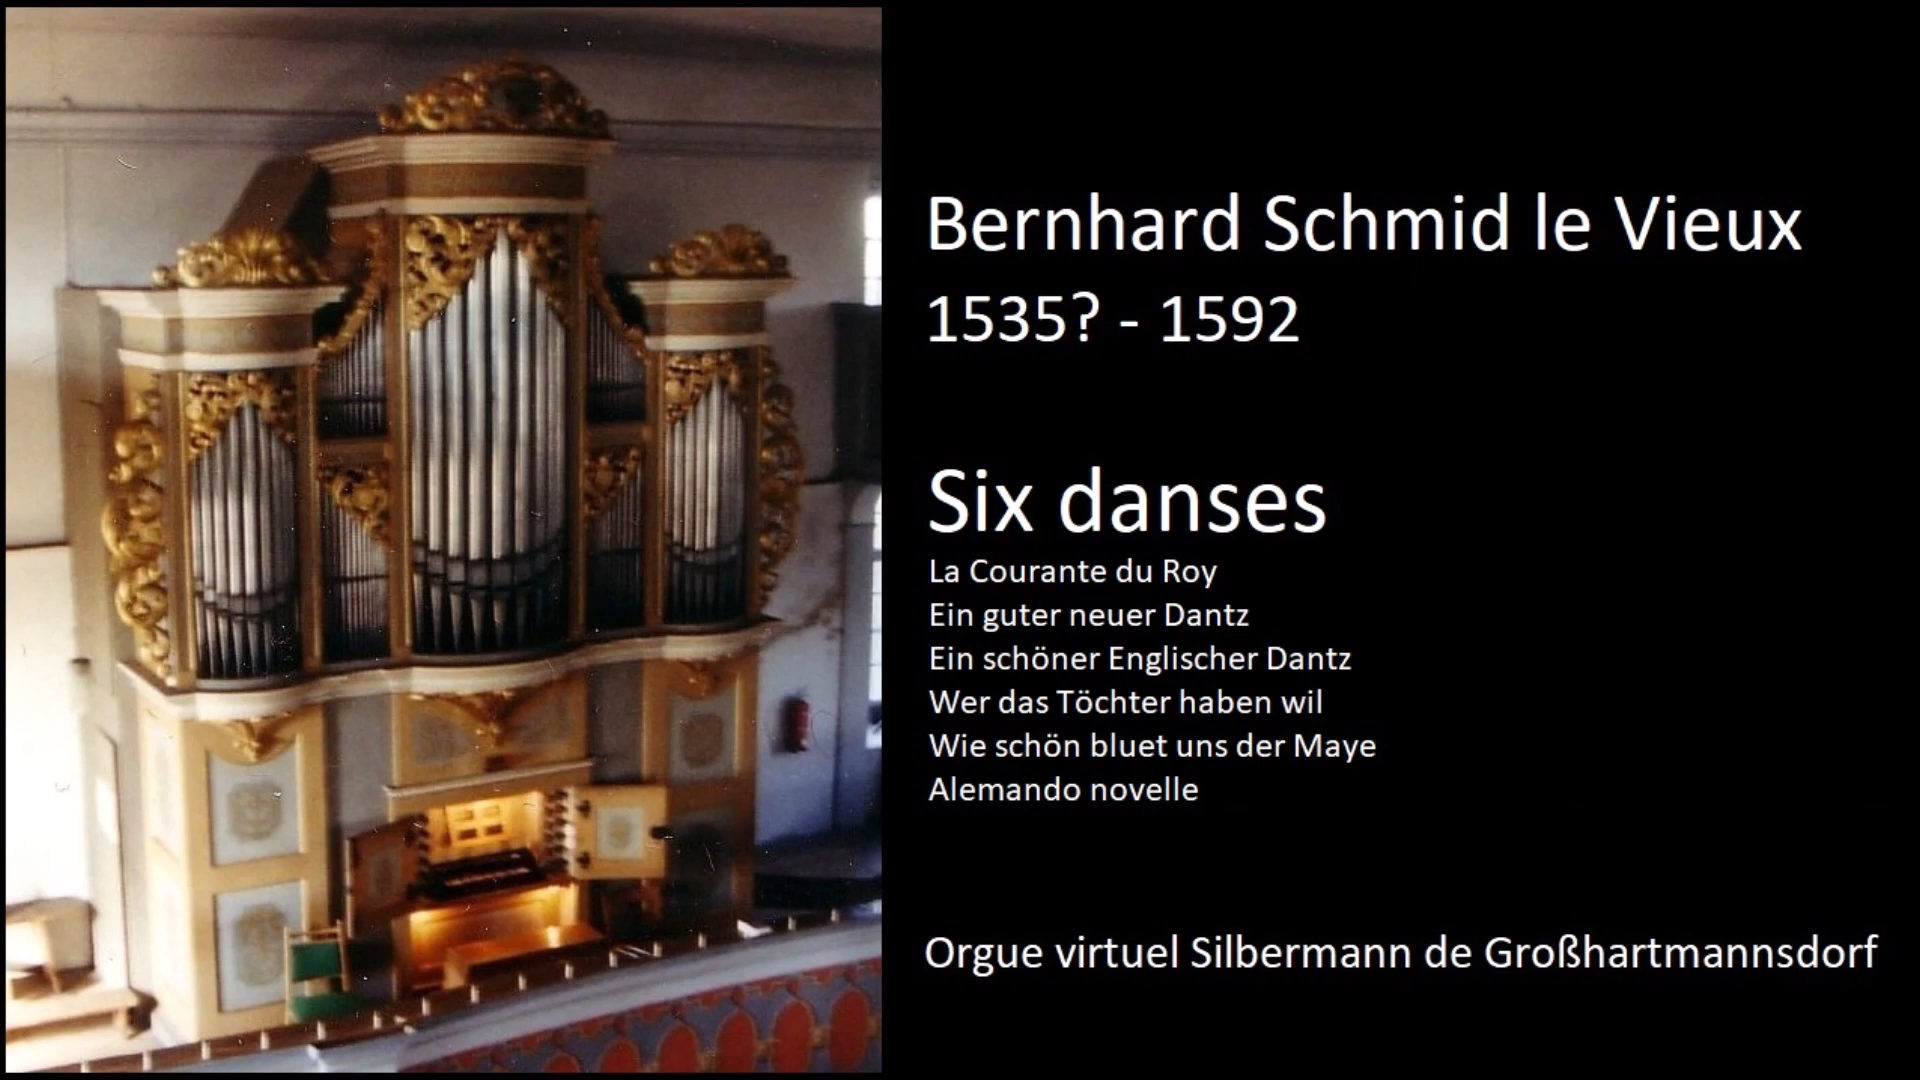 Bernhard Schmid le Vieux
1535? - 1592
Six danses
La Courante du Roy
Ein guter neuer Dantz
Ein schöner Englischer Dantz
Wer das Töchter haben wil
Wie schön bluet uns der Maye
Alemando novelle
Orgue virtuel Silbermann de Großhartmannsdorf